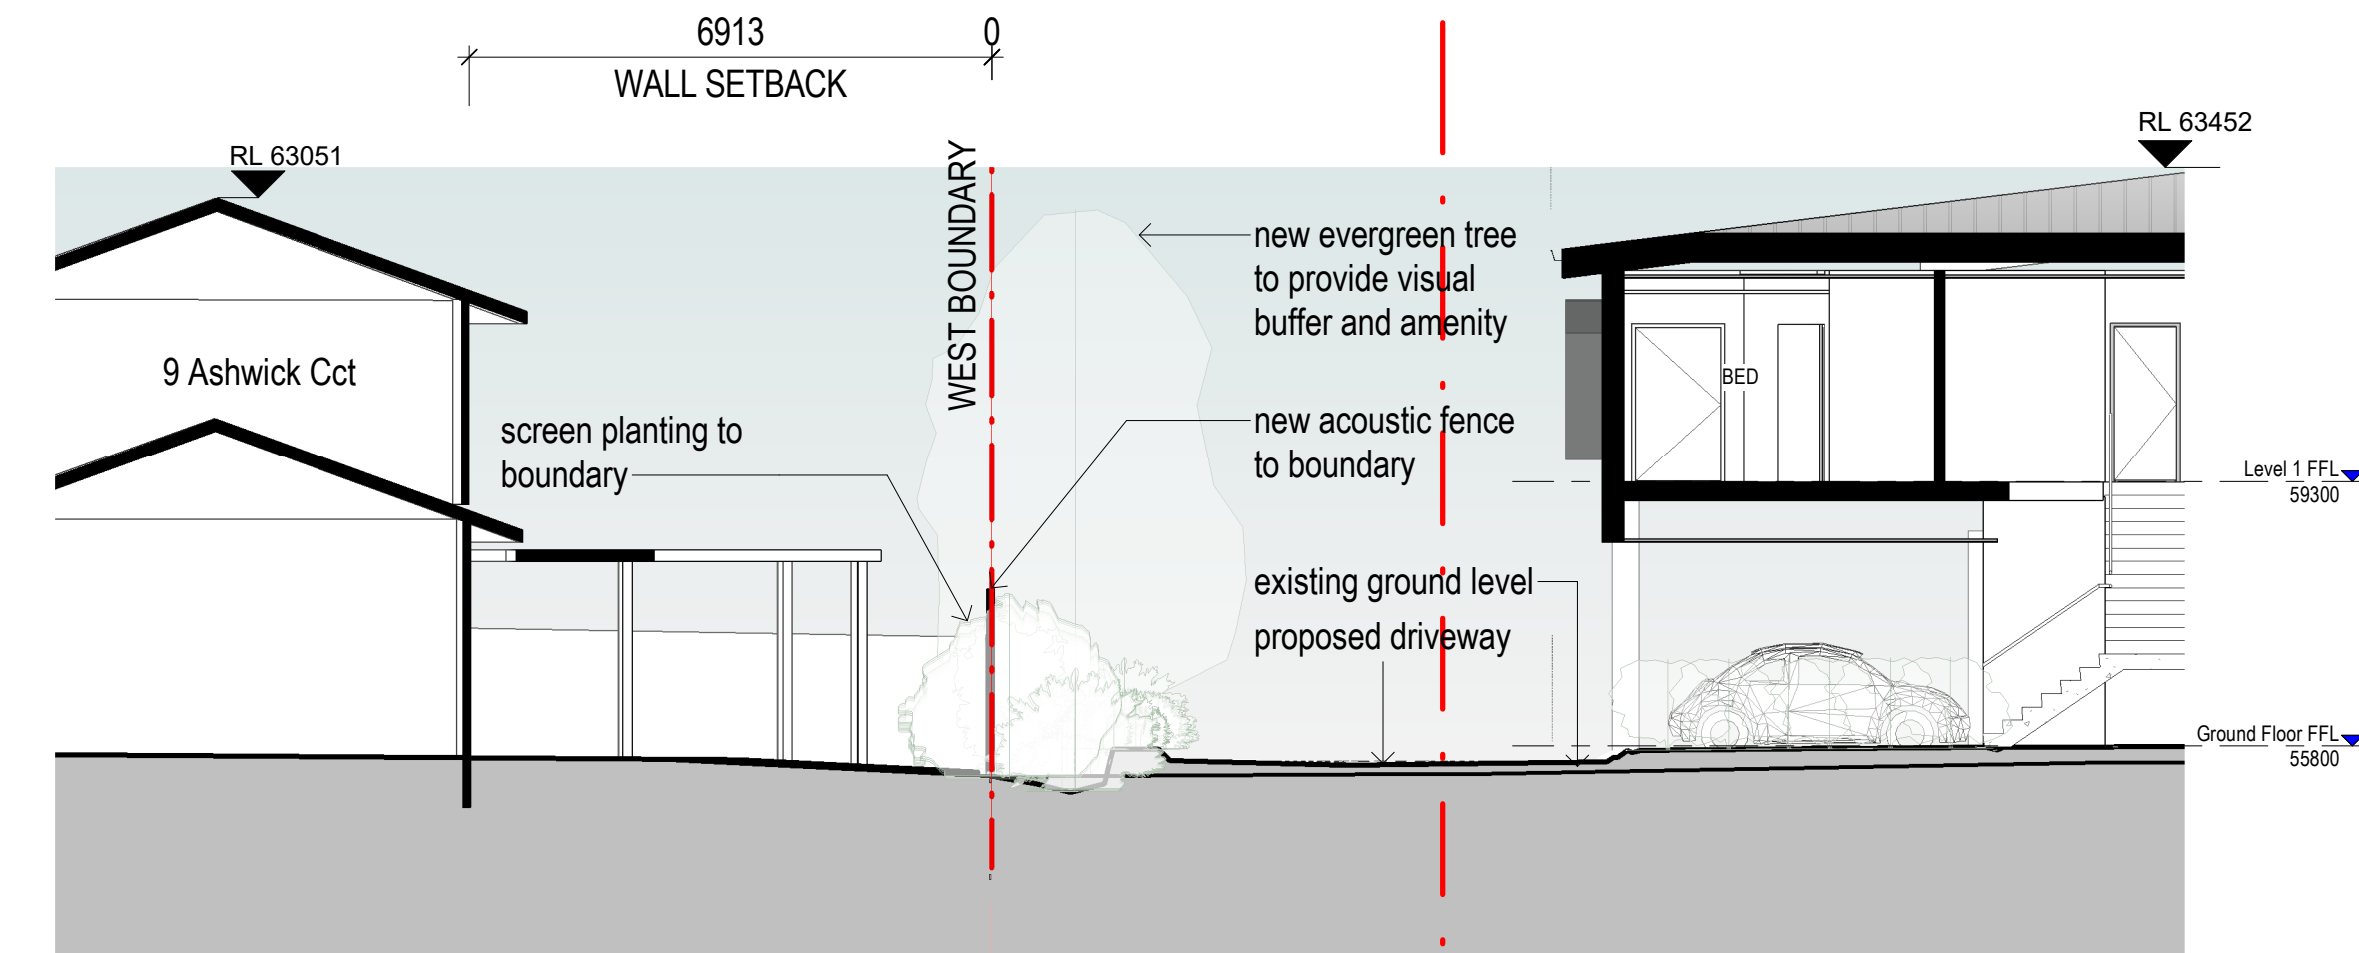 6913
0
WALL SETBACK
RL 63452
RL 63051
WEST BOUNDARY
new evergreen tree
to provide visual
buffer and amenity
9 Ashwick Cct
BED
screen planting to
boundary
new acoustic fence
to boundary
Level 1 FFL
59300
existing ground level
proposed driveway
Ground Floor FFL
55800